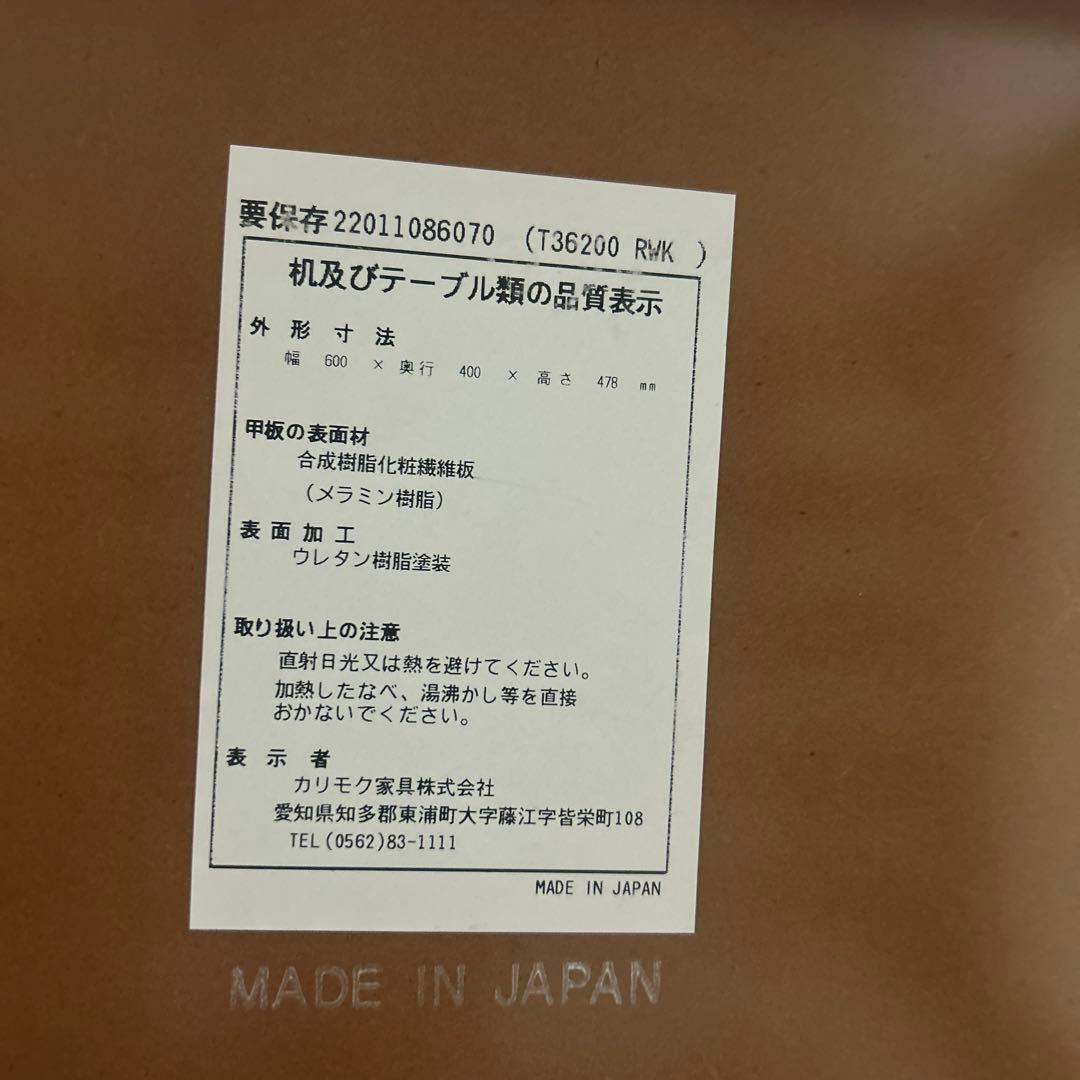 要保存22011086070 (T36200 RWK )
机及びテーブル類の品質表示
外形寸法
幅 600 × 奥行 400 × 高さ 478 mm
甲板の表面材
合成樹脂化粧繊維板
(メラミン樹脂)
表面加工
ウレタン樹脂塗装
取り扱い上の注意
直射日光又は熱を避けてください。
加熱したなべ、湯沸かし等を直接
おかないでください。
表示者
カリモク家具株式会社
愛知県知多郡東浦町大字藤江字皆栄町108
TEL(0562)83-1111
MADE IN JAPAN
MADE IN JAPAN